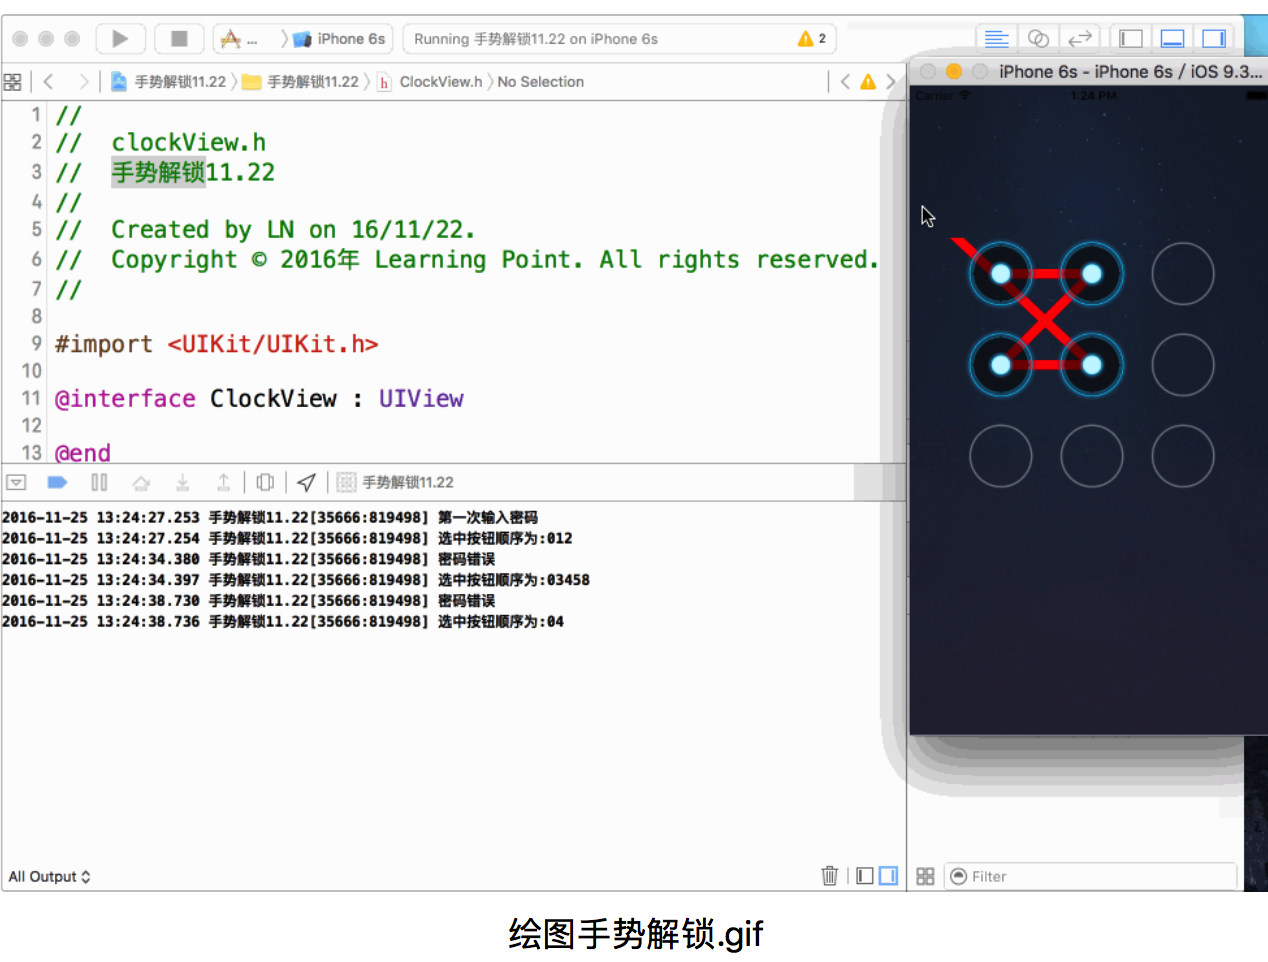 ... iPhone 6s
Running 手势解锁11.22 on iPhone 6s
2
手势解锁11.22 手势解锁11.22 h ClockView.h No Selection
1 //
2 // clockView.h
3 // 手势解锁11.22
4 //
5 // Created by LN on 16/11/22.
6 // Copyright © 2016年 Learning Point. All rights reserved.
7 //
8
9 #import <UIKit/UIKit.h>
10
11 @interface ClockView : UIView
12
13 @end
手势解锁11.22
2016-11-25 13:24:27.253 手势解锁11.22[35666:819498] 第一次输入密码
2016-11-25 13:24:27.254 手势解锁11.22[35666:819498] 选中按钮顺序为:012
2016-11-25 13:24:34.380 手势解锁11.22[35666:819498] 密码错误
2016-11-25 13:24:34.397 手势解锁11.22[35666:819498] 选中按钮顺序为:03458
2016-11-25 13:24:38.730 手势解锁11.22[35666:819498] 密码错误
2016-11-25 13:24:38.736 手势解锁11.22[35666:819498] 选中按钮顺序为:04
All Output
iPhone 6s - iPhone 6s / iOS 9.3...
Carrier 1:24 PM
Filter
绘图手势解锁.gif